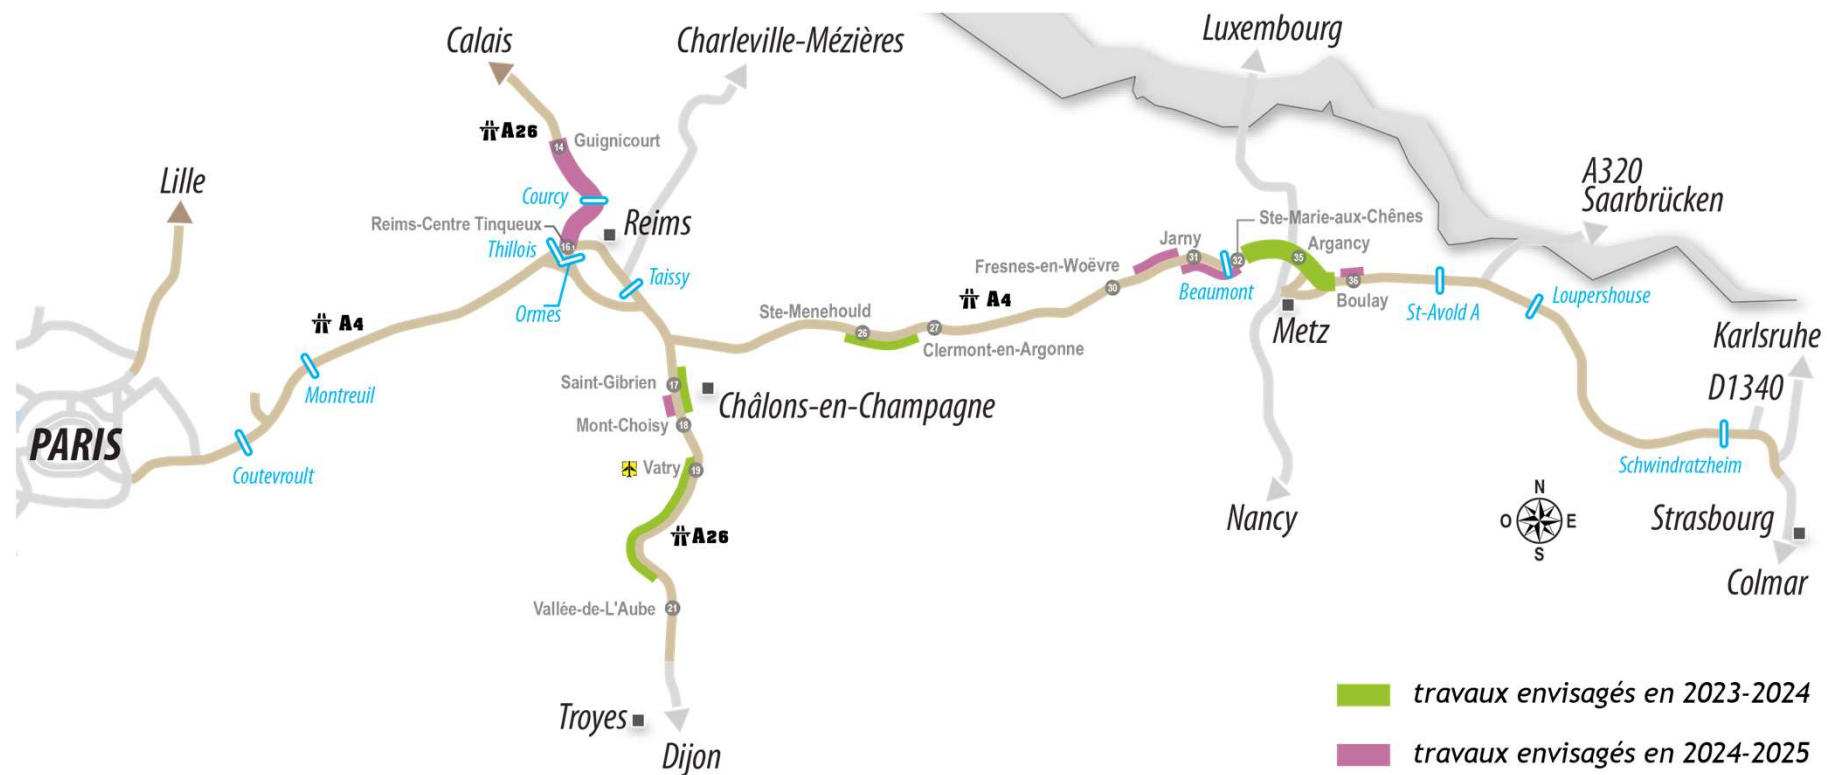 Calais
Charleville-Mézières
Luxembourg
A26
14
Guignicourt
Lille
A320
Saarbrücken
Courcy
Reims-Centre Tinqueux
Reims
16
Thillois
Taissy
Ormes
Ste-Marie-aux-Chênes
Jarny
31
32
Argancy
35
Fresnes-en-Woëvre
30
Beaumont
36
Boulay
St-Avold A
Loupershouse
A4
Ste-Menehould
26
27
A4
Clermont-en-Argonne
Metz
Karlsruhe
Montreuil
Saint-Gibrien
17
Châlons-en-Champagne
D1340
Mont-Choisy
18
PARIS
Coutevroult
Vatry
19
Schwindratzheim
A26
Nancy
N
O
E
S
Strasbourg
Colmar
Vallée-de-L'Aube
21
Troyes
Dijon
travaux envisagés en 2023-2024
travaux envisagés en 2024-2025